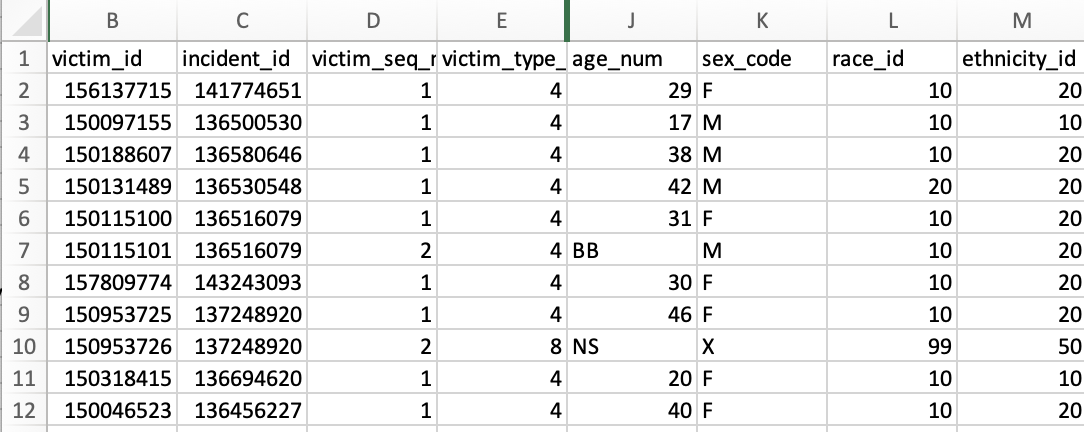 B C D E J K L M
1 victim_id incident_id victim_seq_r victim_type_ age_num sex_code race_id ethnicity_id
2 156137715 141774651 1 4 29 F 10 20
3 150097155 136500530 1 4 17 M 10 10
4 150188607 136580646 1 4 38 M 10 20
5 150131489 136530548 1 4 42 M 20 20
6 150115100 136516079 1 4 31 F 10 20
7 150115101 136516079 2 4 BB M 10 20
8 157809774 143243093 1 4 30 F 10 20
9 150953725 137248920 1 4 46 F 10 20
10 150953726 137248920 2 8 NS X 99 50
11 150318415 136694620 1 4 20 F 10 10
12 150046523 136456227 1 4 40 F 10 20